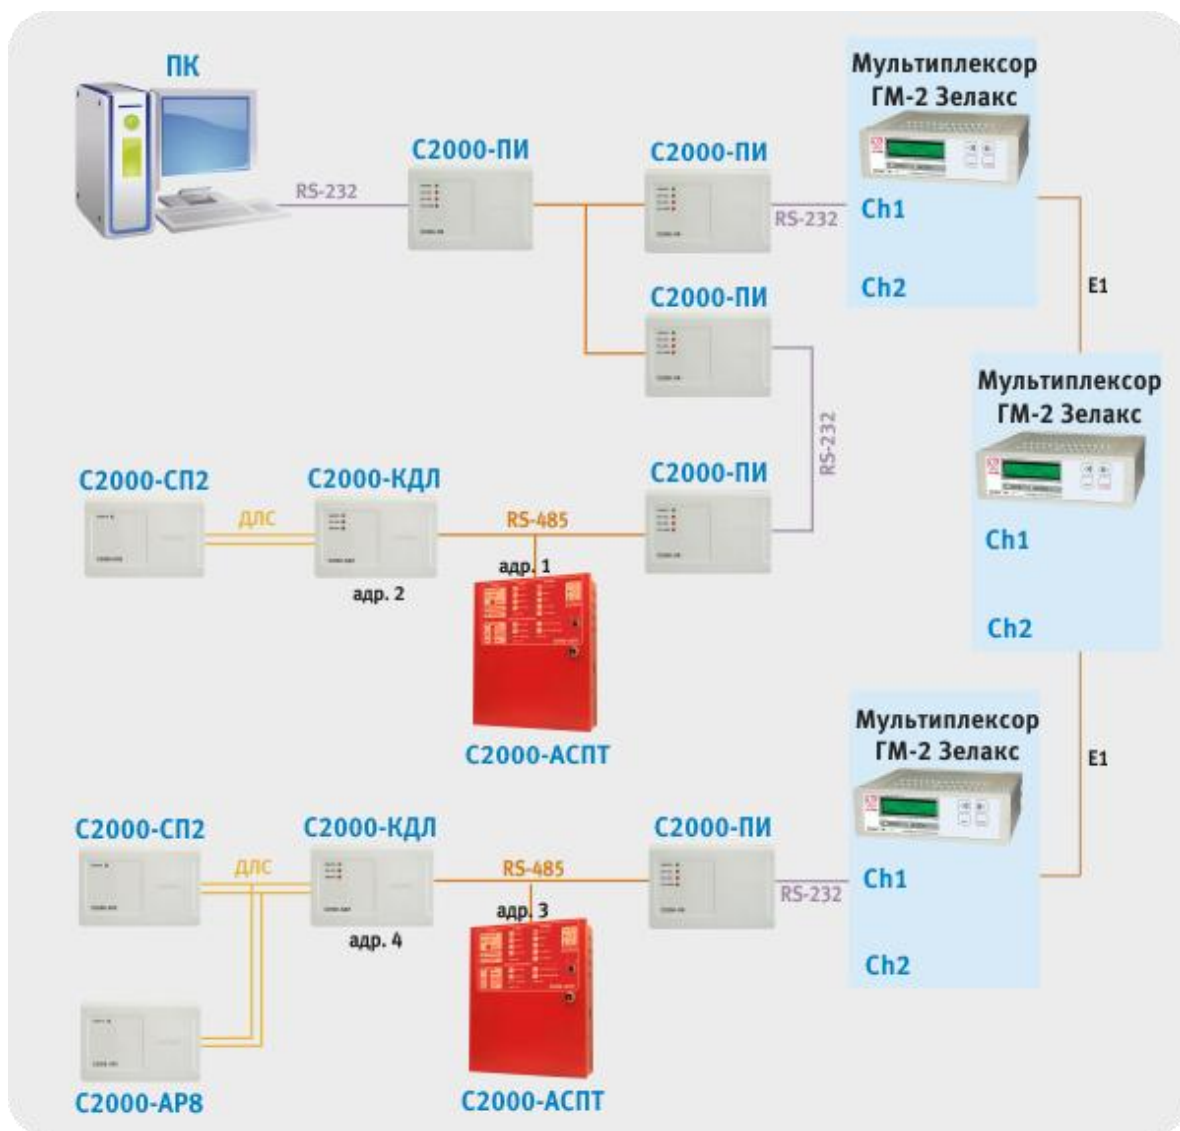 ПК
Мультиплексор
ГМ-2 Зелакс
С2000-ПИ
С2000-ПИ
RS-232
RS-232
Ch1
Ch2
E1
С2000-ПИ
Мультиплексор
ГМ-2 Зелакс
RS-232
С2000-СП2
С2000-КДЛ
С2000-ПИ
ДЛС
RS-485
адр. 1
адр. 2
Ch1
Ch2
С2000-АСПТ
Мультиплексор
ГМ-2 Зелакс
E1
С2000-СП2
С2000-КДЛ
С2000-ПИ
ДЛС
RS-485
RS-232
Ch1
адр. 3
адр. 4
Ch2
С2000-АР8
С2000-АСПТ